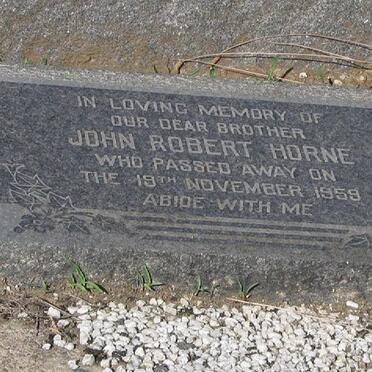 IN LOVING MEMORY OF
OUR DEAR BROTHER
JOHN ROBERT HORNE
WHO PASSED AWAY ON
THE 19TH NOVEMBER 1959
ABIDE WITH ME